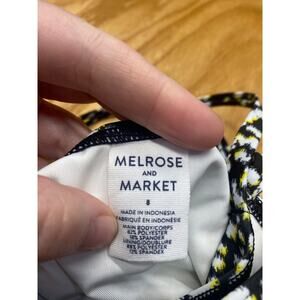 MELROSE
AND
MARKET
8
MADE IN INDONESIA
FABRIQUÉ EN INDONÉSIE
MAIN BODY/CORPS
82% POLYESTER
18% SPANDEX
LINING/DOUBLURE
88% POLYESTER
12% SPANDEX